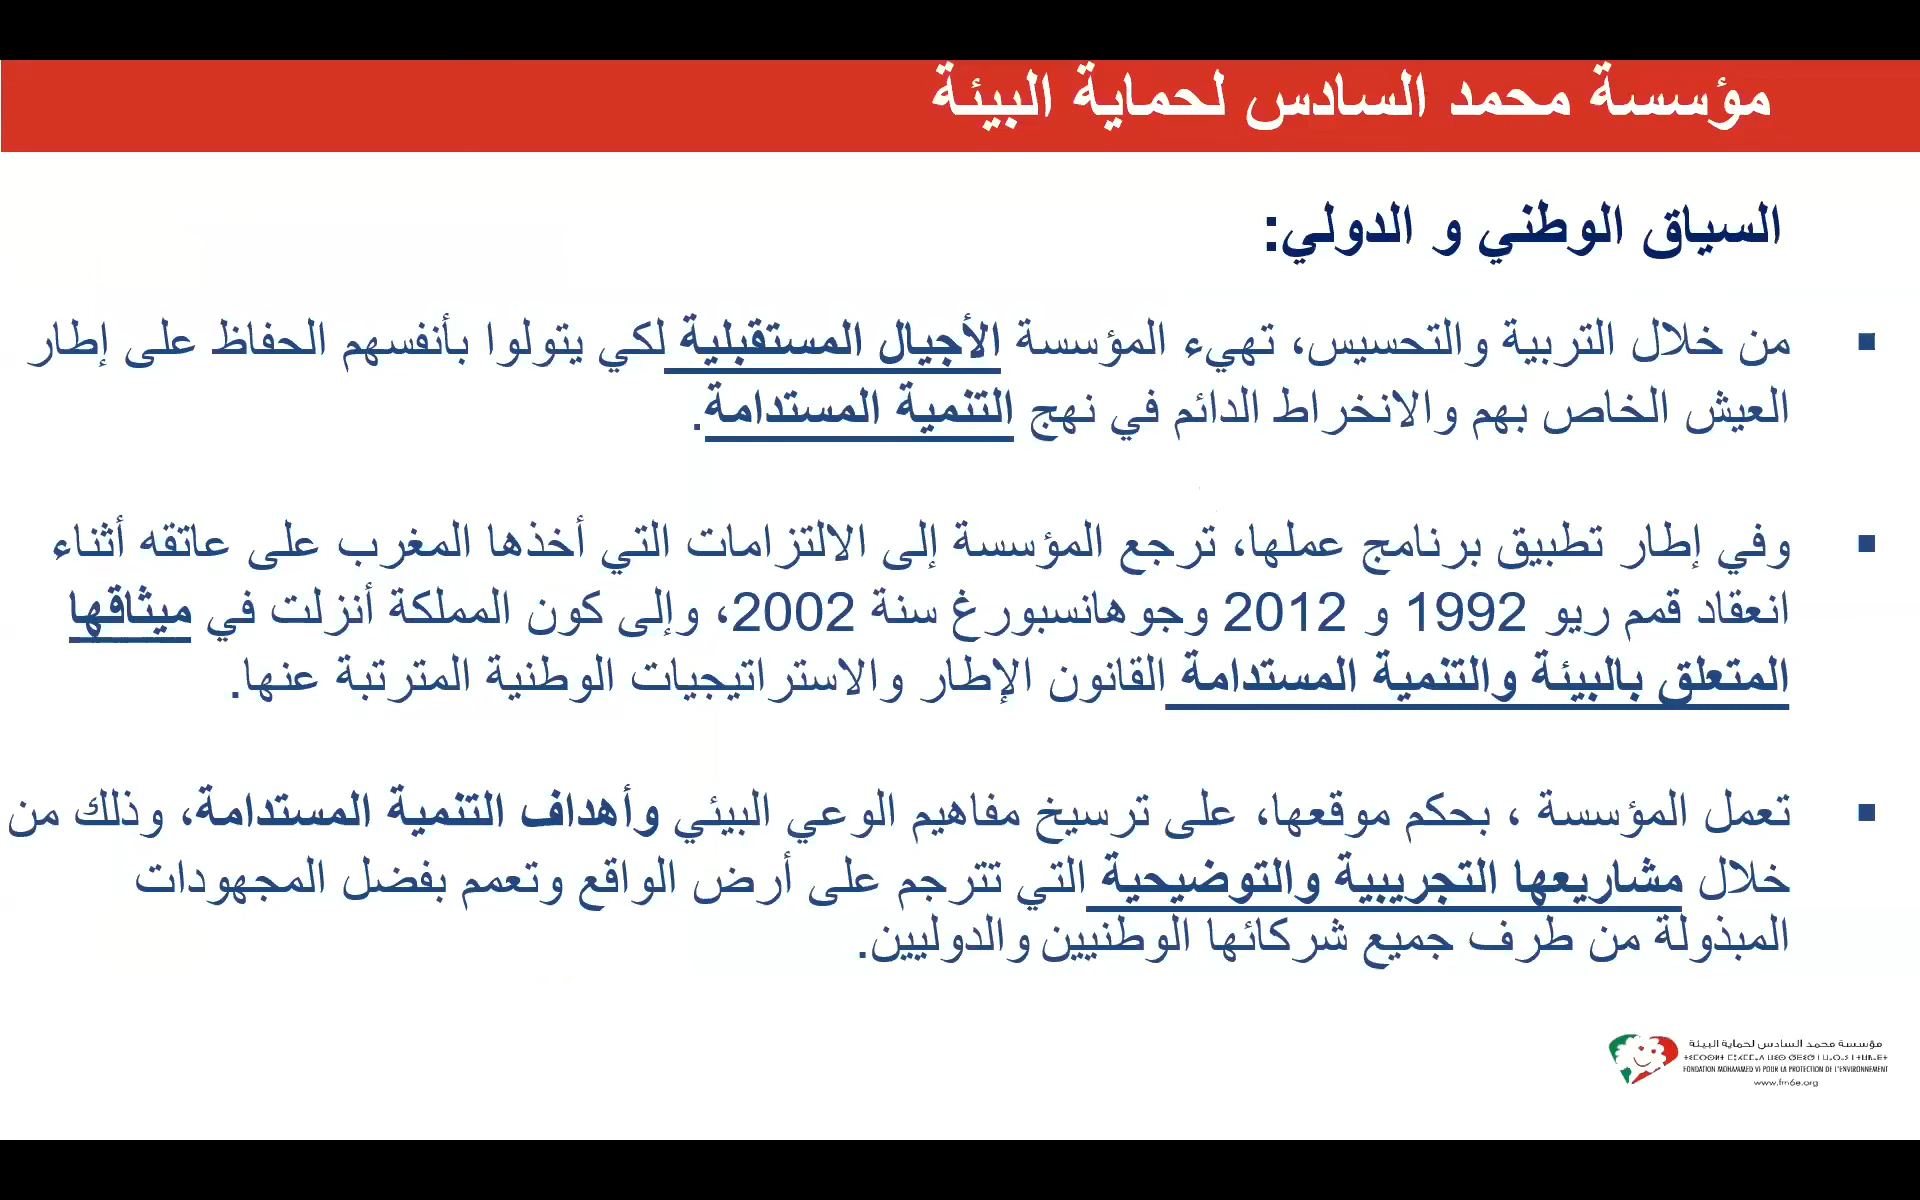 مؤسسة محمد السادس لحماية البيئة
السياق الوطني و الدولي:
▪ من خلال التربية والتحسيس، تهيء المؤسسة الأجيال المستقبلية لكي يتولوا بأنفسهم الحفاظ على إطار
العيش الخاص بهم والانخراط الدائم في نهج التنمية المستدامة.
▪ وفي إطار تطبيق برنامج عملها، ترجع المؤسسة إلى الالتزامات التي أخذها المغرب على عاتقه أثناء
انعقاد قمم ريو 1992 و 2012 وجوهانسبورغ سنة 2002، وإلى كون المملكة أنزلت في ميثاقها
المتعلق بالبيئة والتنمية المستدامة القانون الإطار والاستراتيجيات الوطنية المترتبة عنها.
▪ تعمل المؤسسة ، بحكم موقعها، على ترسيخ مفاهيم الوعي البيئي وأهداف التنمية المستدامة، وذلك من
خلال مشاريعها التجريبية والتوضيحية التي تترجم على أرض الواقع وتعمم بفضل المجهودات
المبذولة من طرف جميع شركائها الوطنيين والدوليين.
مؤسسة محمد السادس لحماية البيئة
FONDATION MOHAMMED VI POUR LA PROTECTION DE L'ENVIRONNEMENT
www.fm6e.org